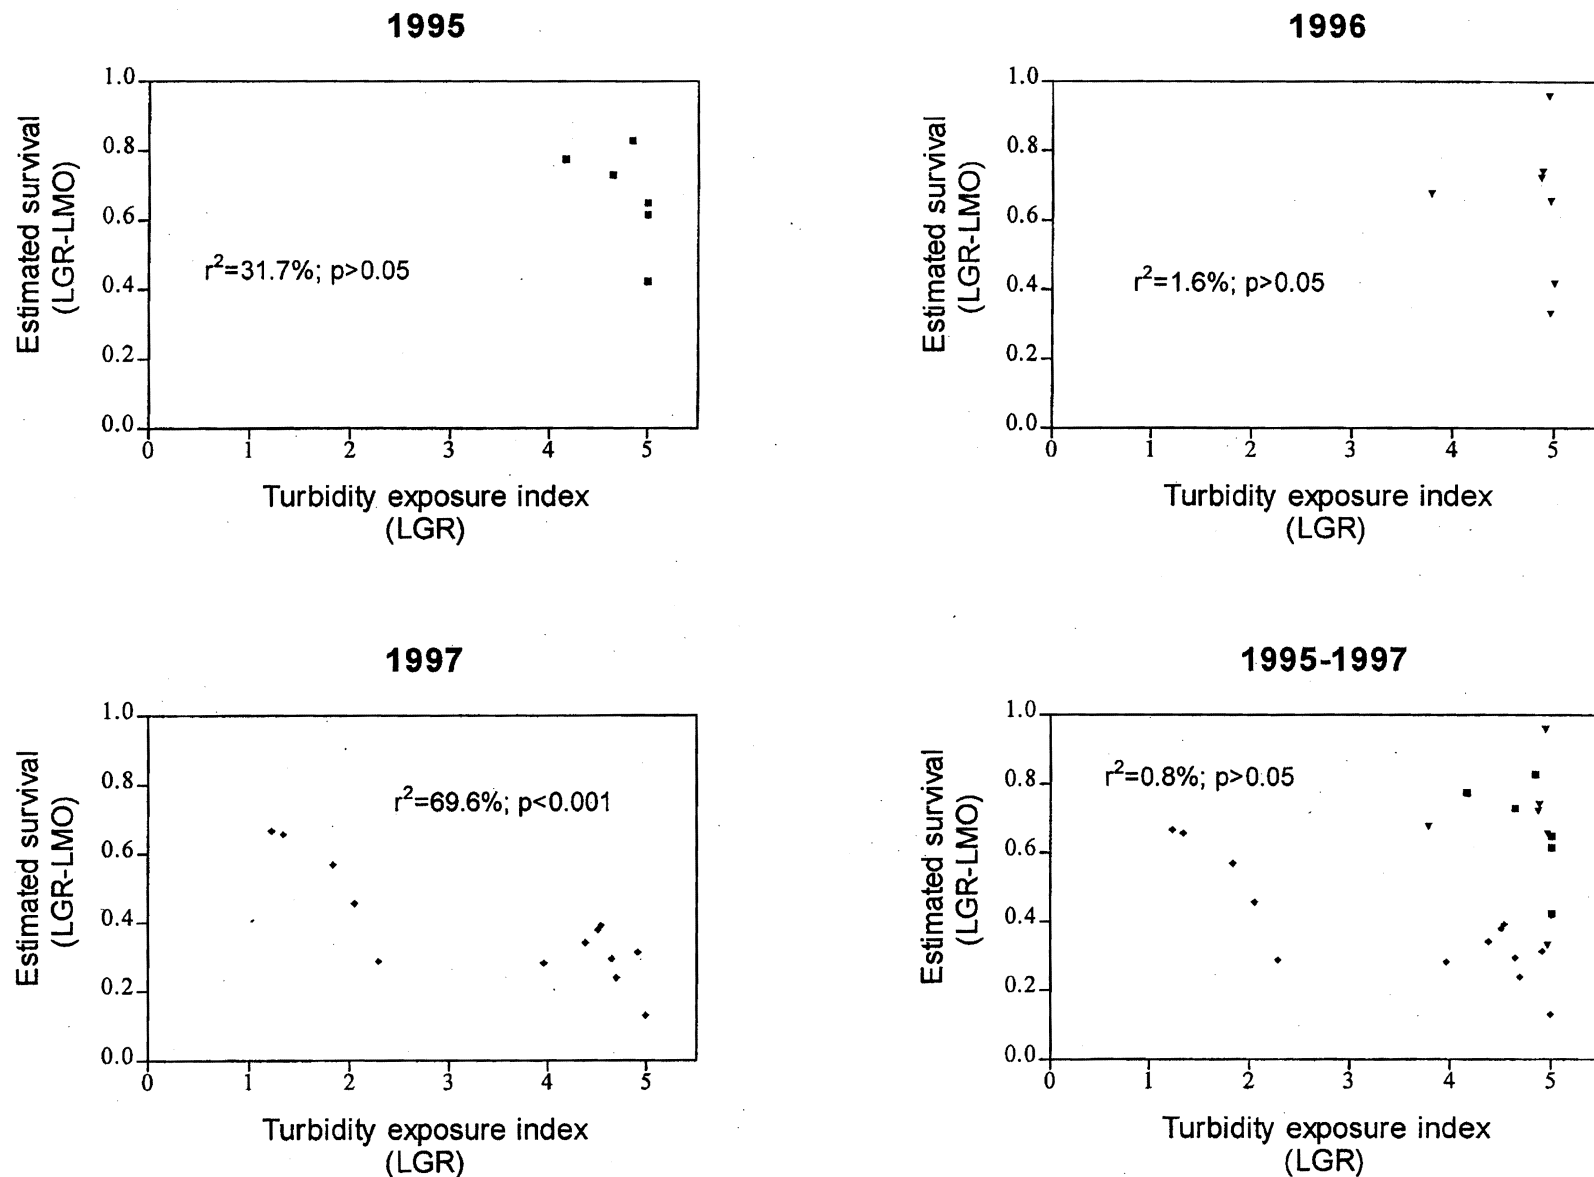 1995
1.0
0.8
0.6
0.4
0.2
0.0
Estimated survival
(LGR-LMO)
r²=31.7%; p>0.05
0 1 2 3 4 5
Turbidity exposure index
(LGR)
1996
1.0
0.8
0.6
0.4
0.2
0.0
Estimated survival
(LGR-LMO)
r²=1.6%; p>0.05
0 1 2 3 4 5
Turbidity exposure index
(LGR)
1997
1.0
0.8
0.6
0.4
0.2
0.0
Estimated survival
(LGR-LMO)
r²=69.6%; p<0.001
0 1 2 3 4 5
Turbidity exposure index
(LGR)
1995-1997
1.0
0.8
0.6
0.4
0.2
0.0
Estimated survival
(LGR-LMO)
r²=0.8%; p>0.05
0 1 2 3 4 5
Turbidity exposure index
(LGR)